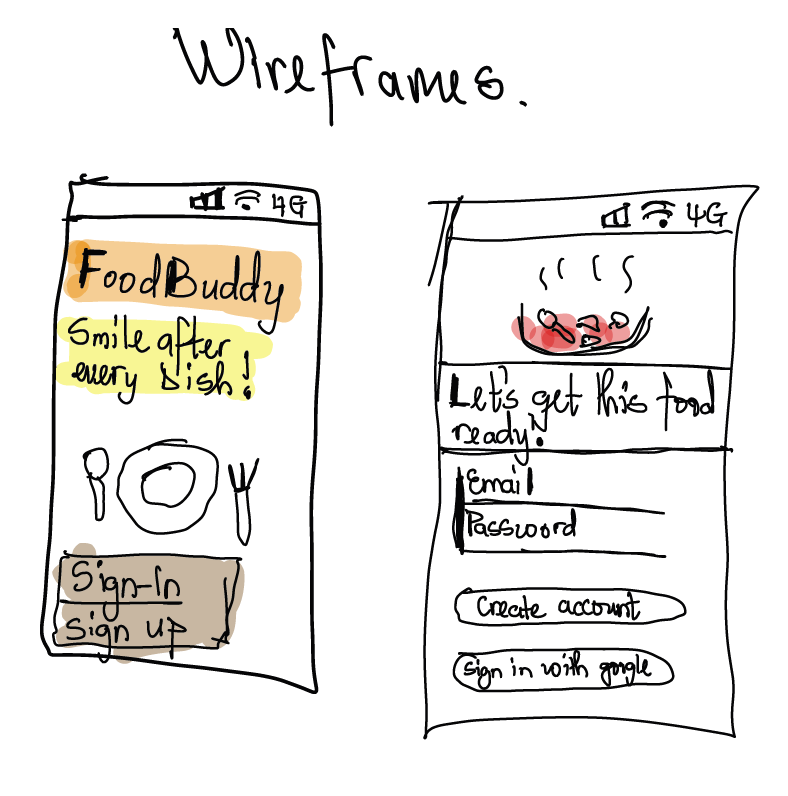 Wireframes.
4G
FoodBuddy
Smile after
every Dish!
Sign-In
Sign up
4G
Let's get this food
ready.
Email
Password
Create account
Sign in with google